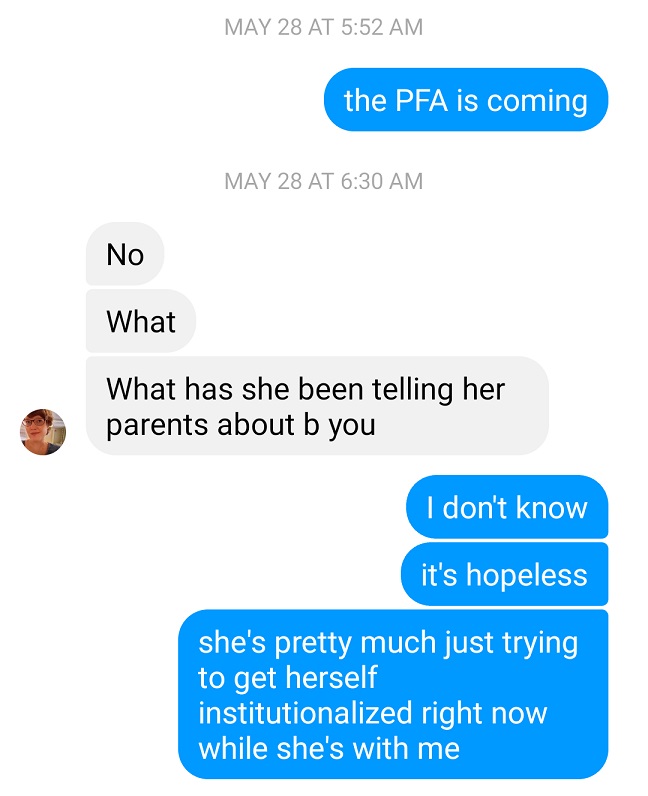 MAY 28 AT 5:52 AM
the PFA is coming
MAY 28 AT 6:30 AM
No
What
What has she been telling her
parents about b you
I don't know
it's hopeless
she's pretty much just trying
to get herself
institutionalized right now
while she's with me